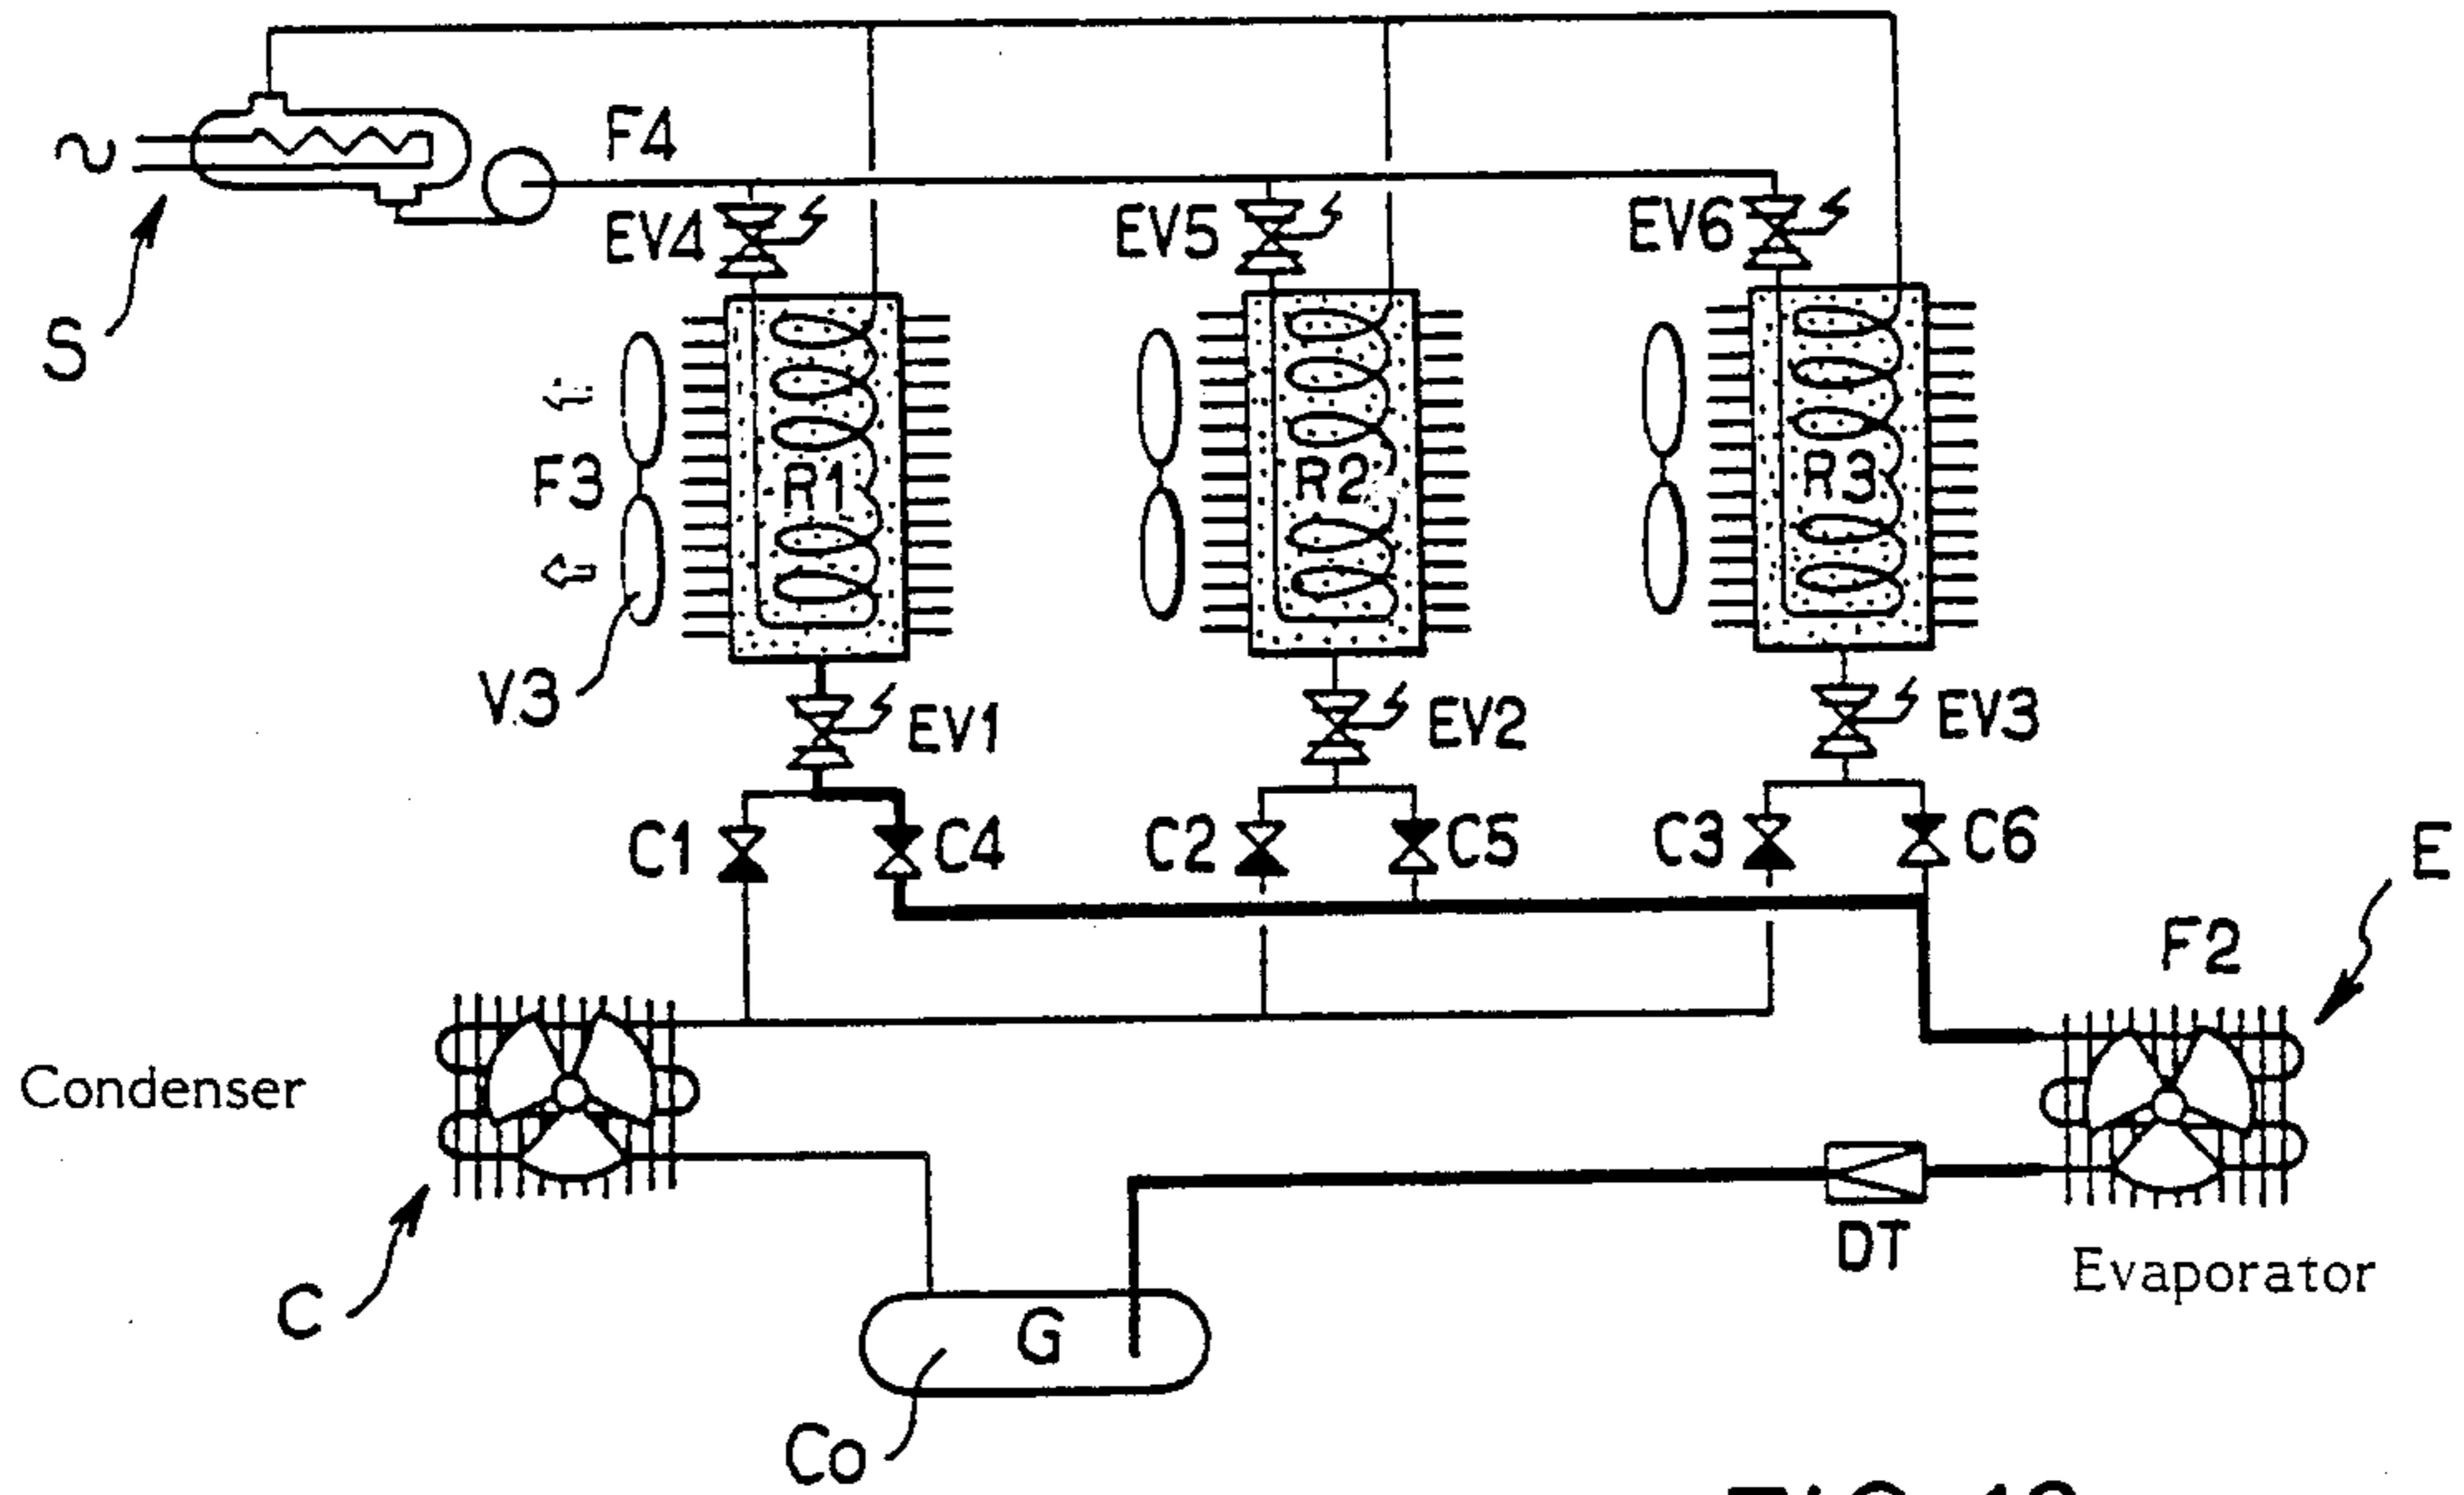 F4
EV4
EV5
EV6
S
F3
R1
R2
R3
V3
EV1
EV2
EV3
C1
C4
C2
C5
C3
C6
E
F2
Condenser
DT
Evaporator
C
G
Co